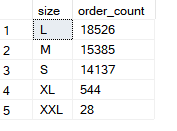 size order_count
1 L 18526
2 M 15385
3 S 14137
4 XL 544
5 XXL 28